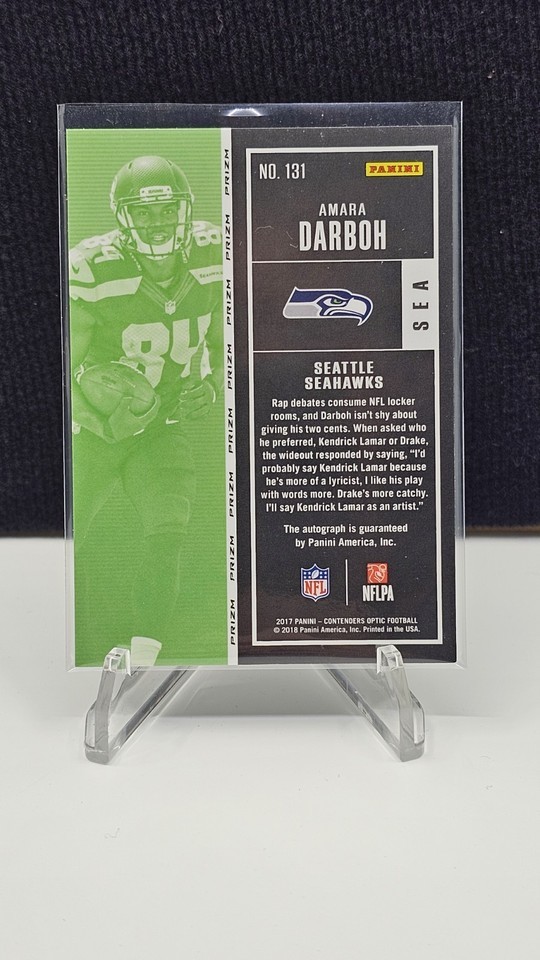 NO. 131
PANINI
AMARA
DARBOH
SEA
SEATTLE
SEAHAWKS
Rap debates consume NFL locker
rooms, and Darboh isn't shy about
giving his two cents. When asked who
he preferred, Kendrick Lamar or Drake,
the wideout responded by saying, “I'd
probably say Kendrick Lamar because
he's more of a lyricist, I like his play
with words more. Drake's more catchy.
I'll say Kendrick Lamar as an artist.”
The autograph is guaranteed
by Panini America, Inc.
NFL
NFLPA
2017 PANINI – CONTENDERS OPTIC FOOTBALL
© 2018 Panini America, Inc. Printed in the USA.
PRIZM
PRIZM
PRIZM
PRIZM
PRIZM
PRIZM
PRIZM
PRIZM
84
84